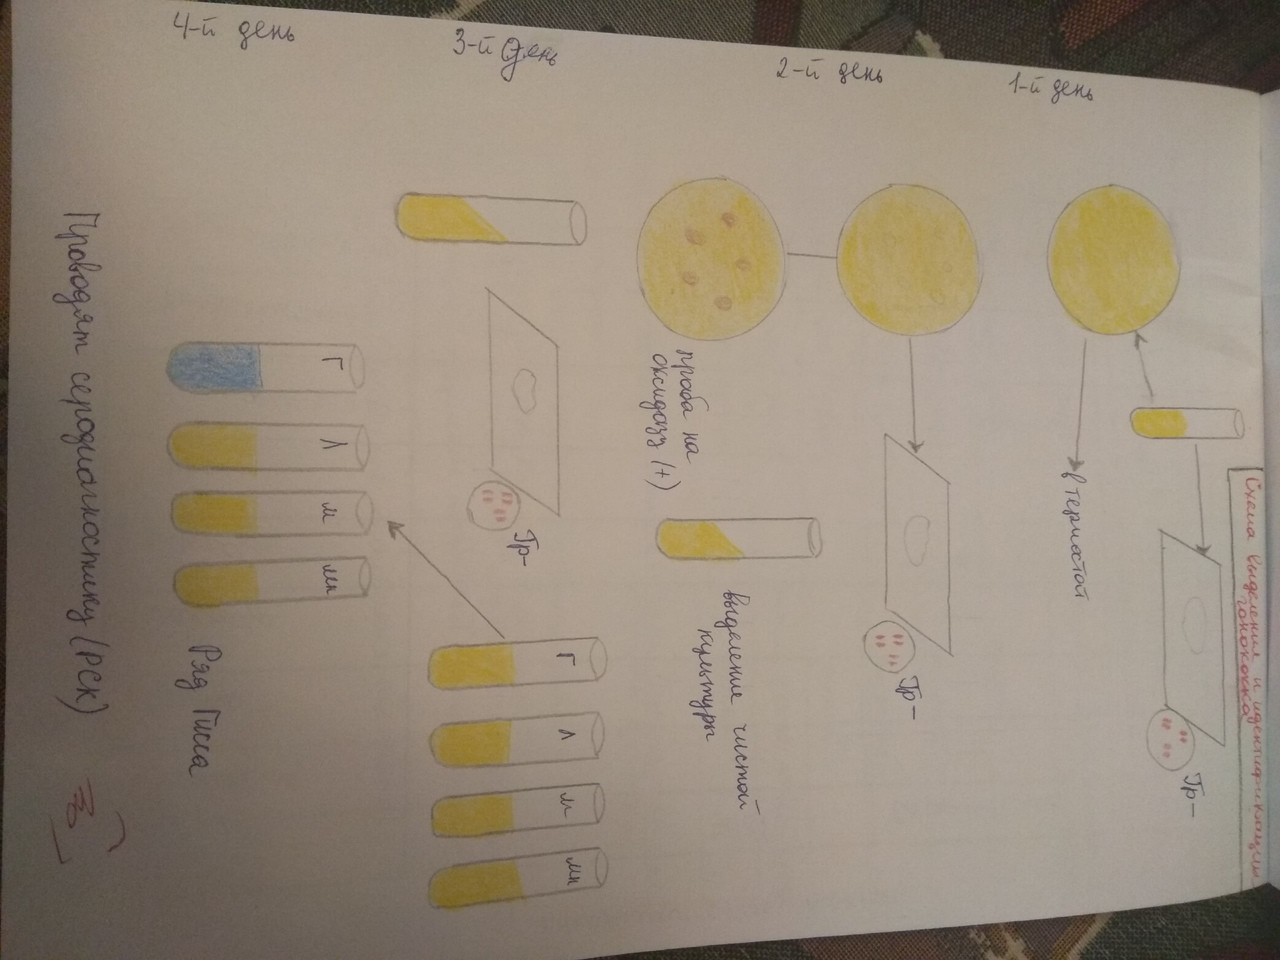 Схема выделения и идентификации
гонококка
1-й день
Гр-
в термостат
2-й день
Гр-
проба на
оксидазу (+)
выделение чистой
культуры
3-й день
Гр-
Г
Л
М
Мн
4-й день
Г
Л
М
Мн
Ряд Гисса
Проводят серодиагностику (РСК)